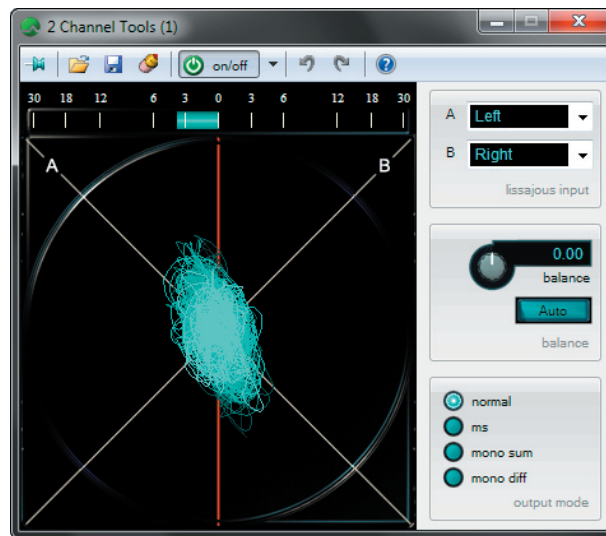 2 Channel Tools (1)
on/off
30 18 12 6 3 0 3 6 12 18 30
A B
A Left
B Right
lissajous input
0.00
balance
Auto
balance
normal
ms
mono sum
mono diff
output mode